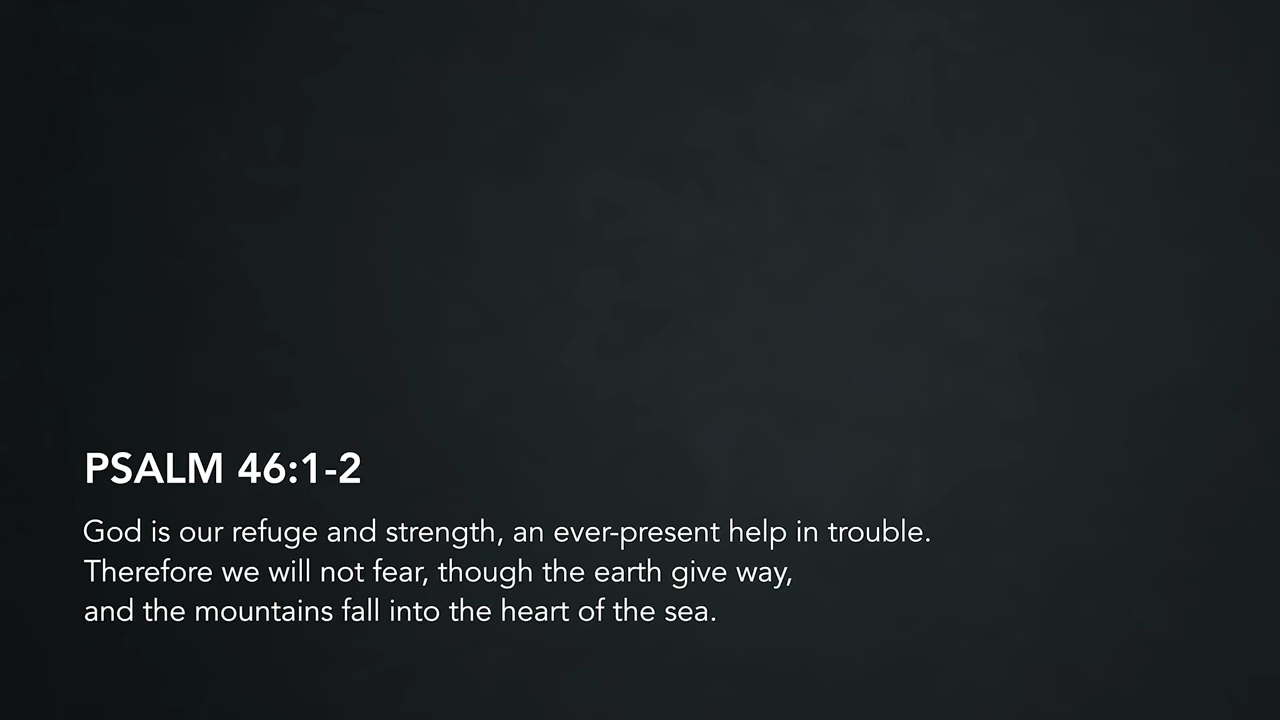 PSALM 46:1-2
God is our refuge and strength, an ever-present help in trouble.
Therefore we will not fear, though the earth give way,
and the mountains fall into the heart of the sea.